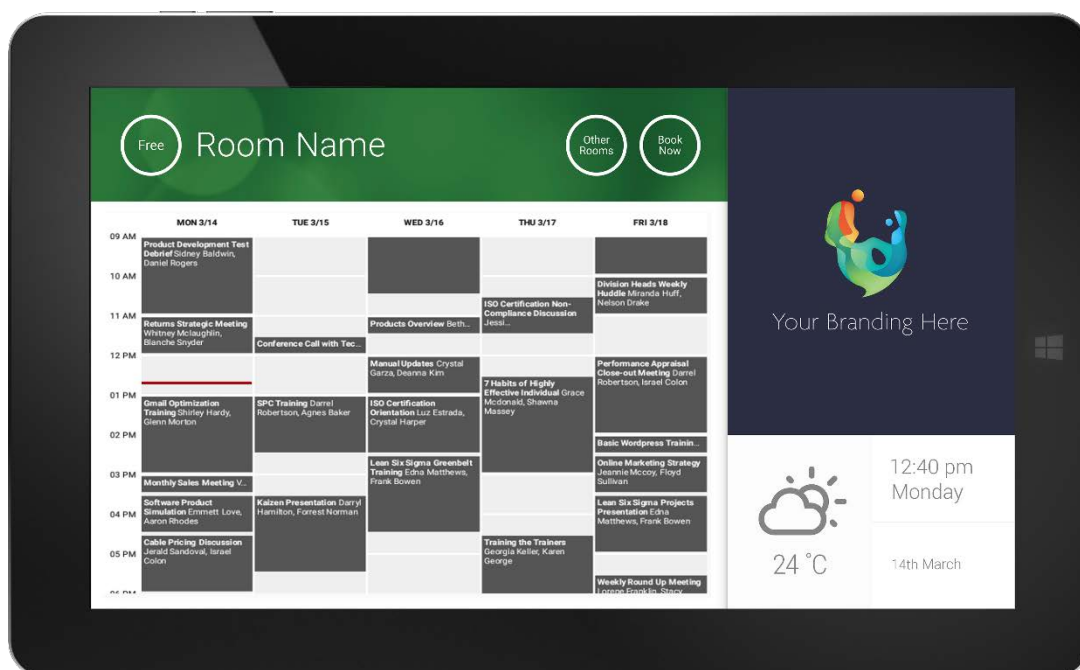 Free
Room Name
Other
Rooms
Book
Now
MON 3/14
TUE 3/15
WED 3/16
THU 3/17
FRI 3/18
09 AM
10 AM
11 AM
12 PM
01 PM
02 PM
03 PM
04 PM
05 PM
06 PM
Product Development Test
Debrief Sidney Baldwin,
Daniel Rogers
Returns Strategic Meeting
Whitney Mclaughlin,
Blanche Snyder
Gmail Optimization
Training Shirley Hardy,
Glenn Morton
Monthly Sales Meeting V...
Software Product
Simulation Emmett Love,
Aaron Rhodes
Cable Pricing Discussion
Jerald Sandoval, Israel
Colon
Conference Call with Tec...
SPC Training Darrel
Robertson, Agnes Baker
Kaizen Presentation Darryl
Hamilton, Forrest Norman
Products Overview Beth...
Manual Updates Crystal
Garza, Deanna Kim
ISO Certification
Orientation Luz Estrada,
Crystal Harper
Lean Six Sigma Greenbelt
Training Edna Matthews,
Frank Bowen
ISO Certification Non-
Compliance Discussion
Jessi...
7 Habits of Highly
Effective Individual Grace
Mcdonald, Shawna
Massey
Training the Trainers
Georgia Keller, Karen
George
Division Heads Weekly
Huddle Miranda Huff,
Nelson Drake
Performance Appraisal
Close-out Meeting Darrel
Robertson, Israel Colon
Basic Wordpress Trainin...
Online Marketing Strategy
Jeannie Mccoy, Floyd
Sullivan
Lean Six Sigma Projects
Presentation Edna
Matthews, Frank Bowen
Weekly Round Up Meeting
Lorene Franklin, Stacy
Your Branding Here
24 °C
12:40 pm
Monday
14th March